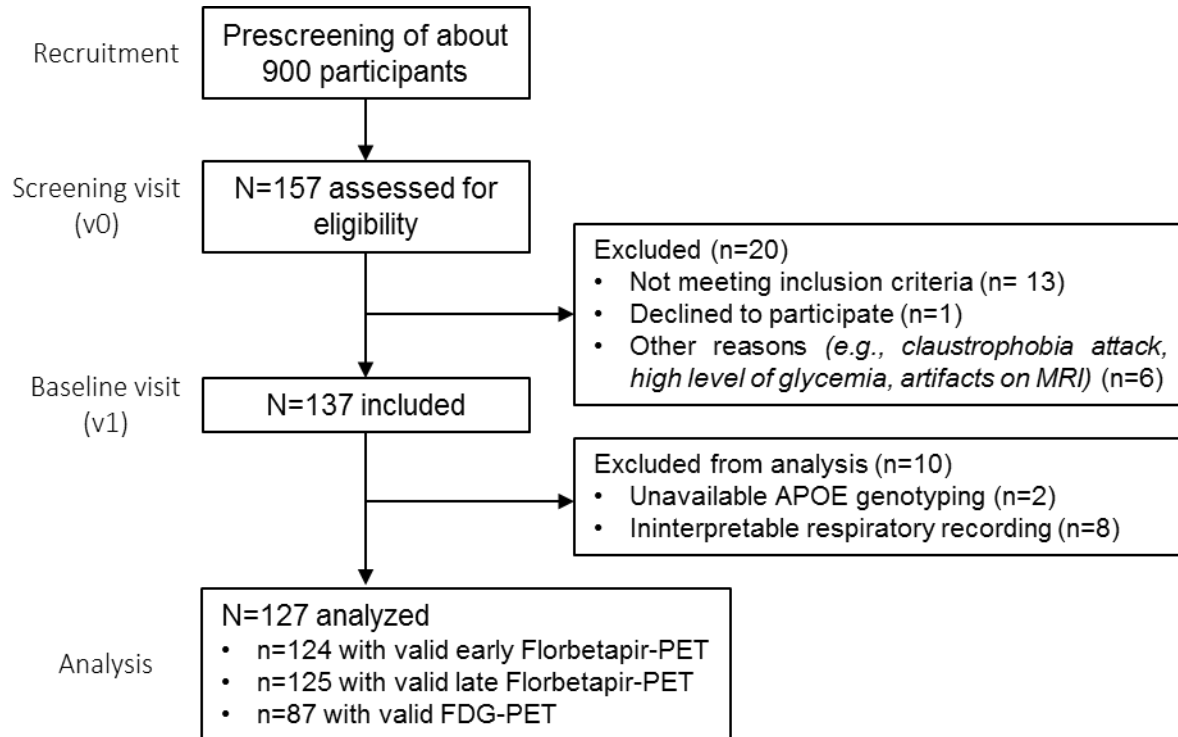 Recruitment
Prescreening of about
900 participants
Screening visit
(v0)
N=157 assessed for
eligibility
Excluded (n=20)
• Not meeting inclusion criteria (n= 13)
• Declined to participate (n=1)
• Other reasons (e.g., claustrophobia attack,
high level of glycemia, artifacts on MRI) (n=6)
Baseline visit
(v1)
N=137 included
Excluded from analysis (n=10)
• Unavailable APOE genotyping (n=2)
• Ininterpretable respiratory recording (n=8)
Analysis
N=127 analyzed
• n=124 with valid early Florbetapir-PET
• n=125 with valid late Florbetapir-PET
• n=87 with valid FDG-PET